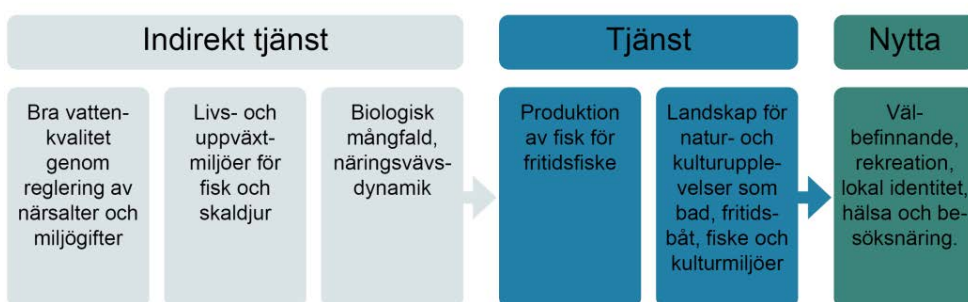 Indirekt tjänst
Tjänst
Nytta
Bra vatten-
kvalitet
genom
reglering av
närsalter och
miljögifter
Livs- och
uppväxt-
miljöer för
fisk och
skaldjur
Biologisk
mångfald,
näringsvävs-
dynamik
Produktion
av fisk för
fritidsfiske
Landskap för
natur- och
kulturupple-
velser som
bad, fritids-
båt, fiske och
kulturmiljöer
Väl-
befinnande,
rekreation,
lokal identitet,
hälsa och be-
söksnäring.